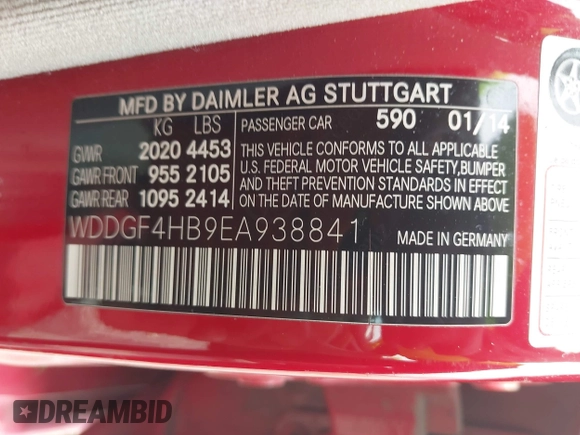 MFD BY DAIMLER AG STUTTGART
KG LBS PASSENGER CAR 590 01/14
GVWR 2020 4453
GAWR FRONT 955 2105
GAWR REAR 1095 2414
THIS VEHICLE CONFORMS TO ALL APPLICABLE
U.S. FEDERAL MOTOR VEHICLE SAFETY,BUMPER
AND THEFT PREVENTION STANDARDS IN EFFECT
ON THE DATE OF MANUFACTURE SHOWN ABOVE.
WDDGF4HB9EA938841 MADE IN GERMANY
DREAMBID